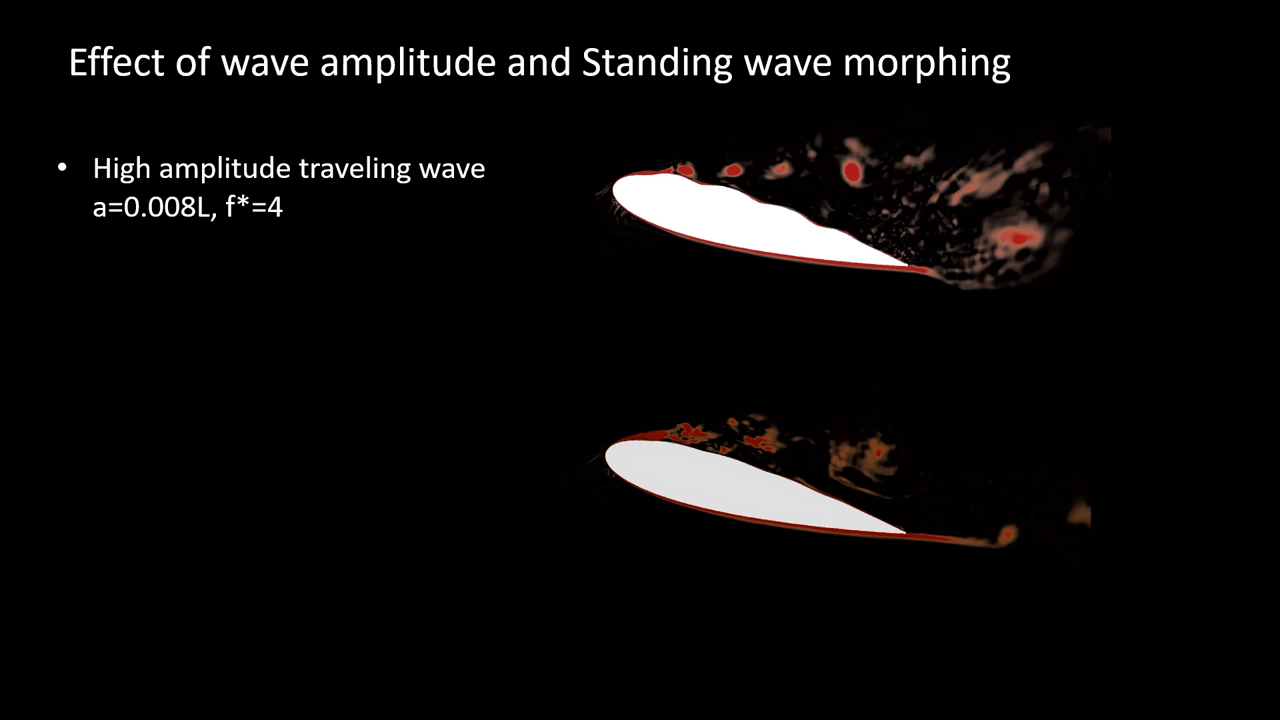 Effect of wave amplitude and Standing wave morphing
• High amplitude traveling wave
a=0.008L, f*=4